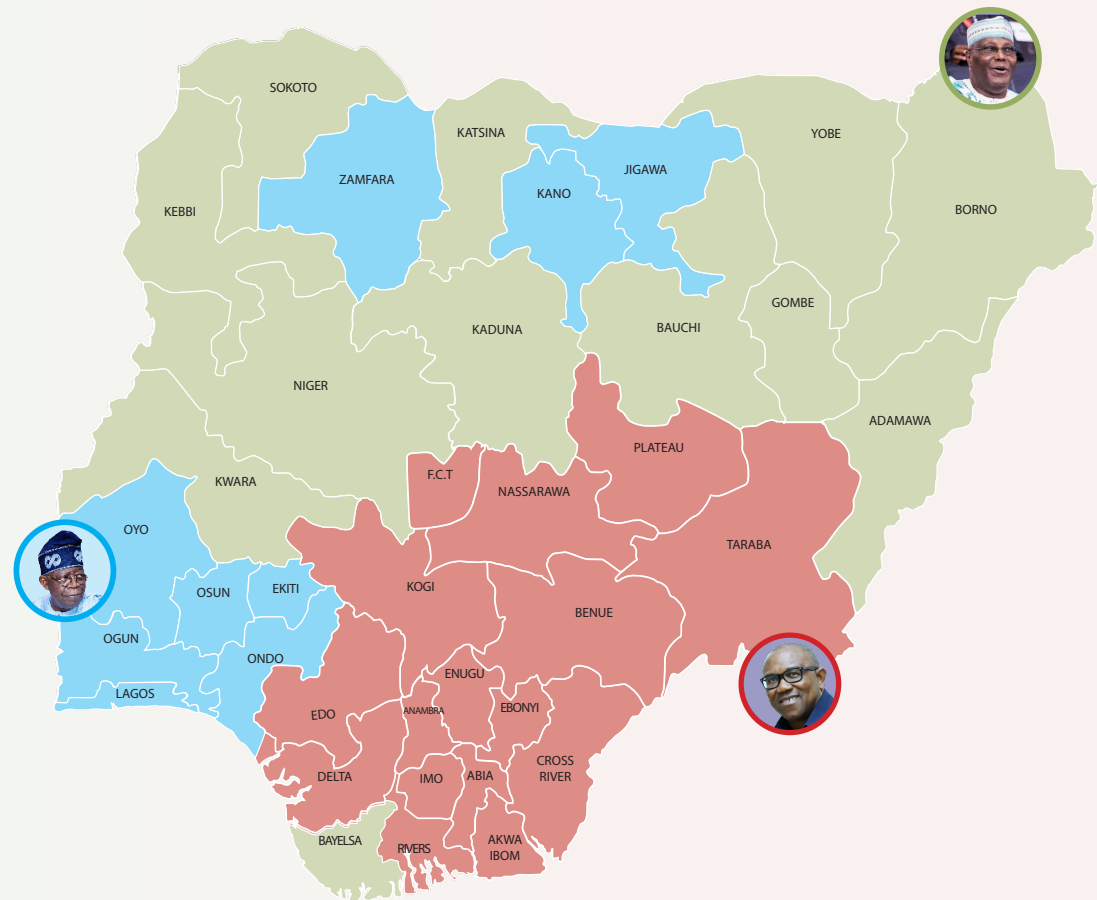 SOKOTO
KATSINA
YOBE
ZAMFARA
JIGAWA
KANO
KEBBI
BORNO
GOMBE
KADUNA
BAUCHI
NIGER
ADAMAWA
PLATEAU
F.C.T
KWARA
NASSARAWA
OYO
TARABA
KOGI
OSUN
EKITI
BENUE
OGUN
ONDO
ENUGU
LAGOS
EBONYI
ANAMBRA
EDO
CROSS
RIVER
DELTA
IMO
ABIA
BAYELSA
RIVERS
AKWA
IBOM